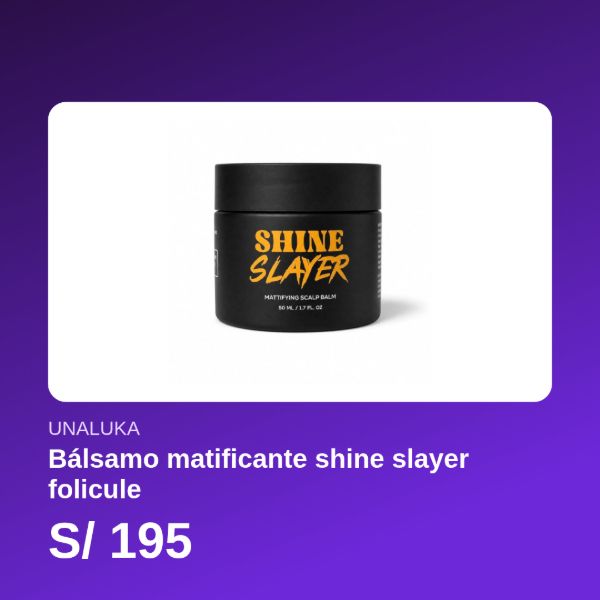 SHINE
SLAYER
MATTIFYING SCALP BALM
50 ML / 1.7 FL. OZ
UNALUKA
Bálsamo matificante shine slayer
folicule
S/ 195